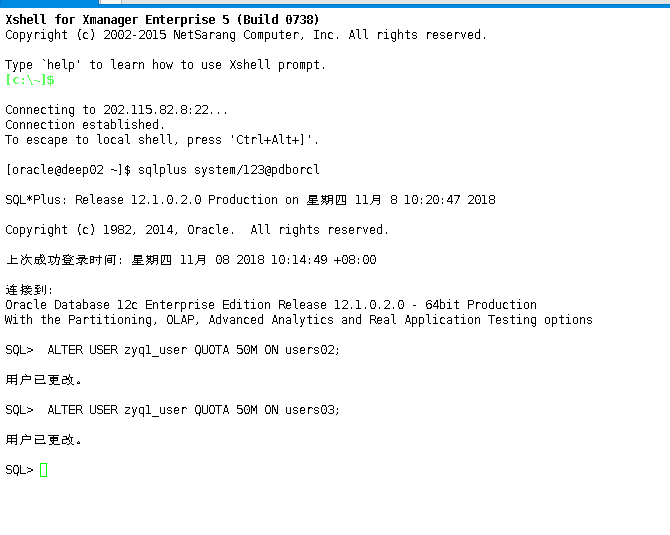 Xshell for Xmanager Enterprise 5 (Build 0738)
Copyright (c) 2002-2015 NetSarang Computer, Inc. All rights reserved.
Type `help' to learn how to use Xshell prompt.
[c:\~]$
Connecting to 202.115.82.8:22...
Connection established.
To escape to local shell, press 'Ctrl+Alt+]'.
[oracle@deep02 ~]$ sqlplus system/123@pdborcl
SQL*Plus: Release 12.1.0.2.0 Production on 星期四 11月 8 10:20:47 2018
Copyright (c) 1982, 2014, Oracle.  All rights reserved.
上次成功登录时间: 星期四 11月 08 2018 10:14:49 +08:00
连接到:
Oracle Database 12c Enterprise Edition Release 12.1.0.2.0 - 64bit Production
With the Partitioning, OLAP, Advanced Analytics and Real Application Testing options
SQL>  ALTER USER zyql_user QUOTA 50M ON users02;
用户已更改。
SQL>  ALTER USER zyql_user QUOTA 50M ON users03;
用户已更改。
SQL>